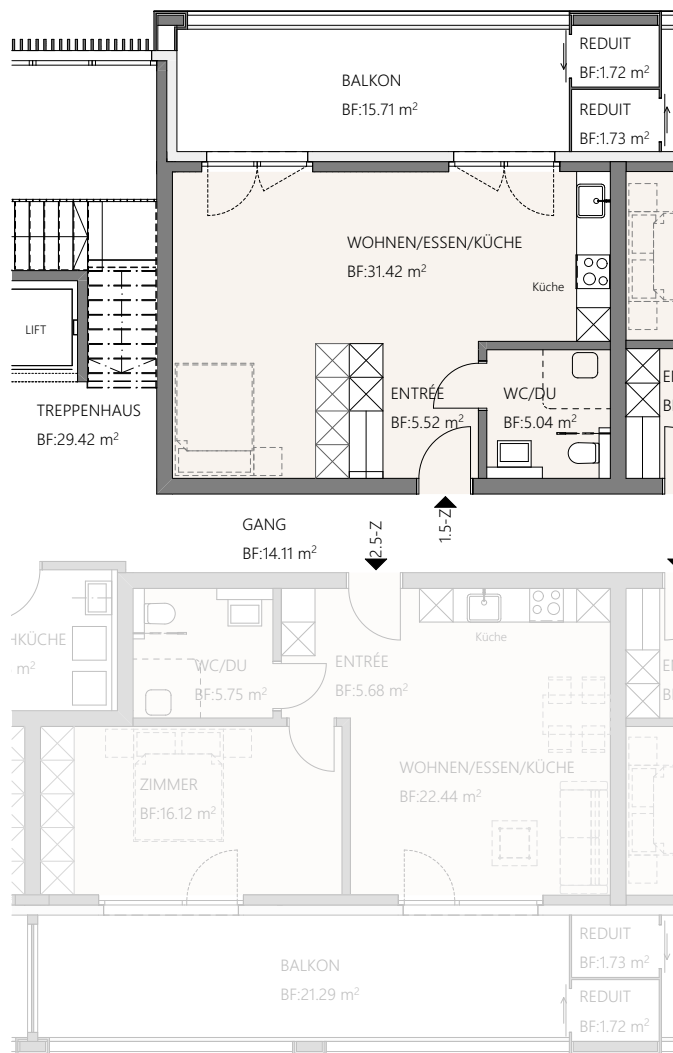 REDUIT
BF:1.72 m²
BALKON
BF:15.71 m²
REDUIT
BF:1.73 m²
WOHNEN/ESSEN/KÜCHE
BF:31.42 m²
Küche
LIFT
TREPPENHAUS
BF:29.42 m²
ENTRÉE
BF:5.52 m²
WC/DU
BF:5.04 m²
GANG
BF:14.11 m²
2.5-Z
1.5-Z
HKÜCHE
m²
WC/DU
BF:5.75 m²
ENTRÉE
BF:5.68 m²
Küche
ZIMMER
BF:16.12 m²
WOHNEN/ESSEN/KÜCHE
BF:22.44 m²
BALKON
BF:21.29 m²
REDUIT
BF:1.73 m²
REDUIT
BF:1.72 m²